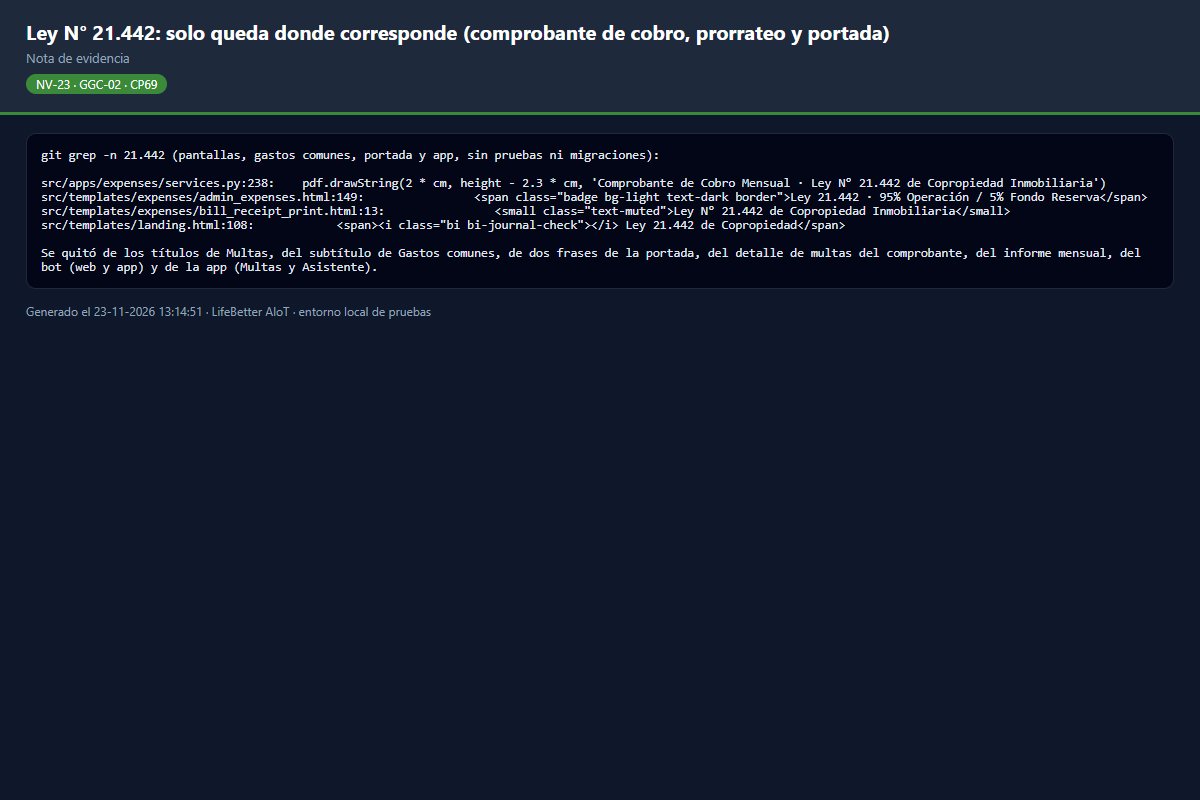 Ley N° 21.442: solo queda donde corresponde (comprobante de cobro, prorrateo y portada)
Nota de evidencia
NV-23 · GGC-02 · CP69
git grep -n 21.442 (pantallas, gastos comunes, portada y app, sin pruebas ni migraciones):
src/apps/expenses/services.py:238:    pdf.drawString(2 * cm, height - 2.3 * cm, 'Comprobante de Cobro Mensual · Ley N° 21.442 de Copropiedad Inmobiliaria')
src/templates/expenses/admin_expenses.html:149:                <span class="badge bg-light text-dark border">Ley 21.442 · 95% Operación / 5% Fondo Reserva</span>
src/templates/expenses/bill_receipt_print.html:13:                <small class="text-muted">Ley N° 21.442 de Copropiedad Inmobiliaria</small>
src/templates/landing.html:108:            <span><i class="bi bi-journal-check"></i> Ley 21.442 de Copropiedad</span>
Se quitó de los títulos de Multas, del subtítulo de Gastos comunes, de dos frases de la portada, del detalle de multas del comprobante, del informe mensual, del
bot (web y app) y de la app (Multas y Asistente).
Generado el 23-11-2026 13:14:51 · LifeBetter AIoT · entorno local de pruebas